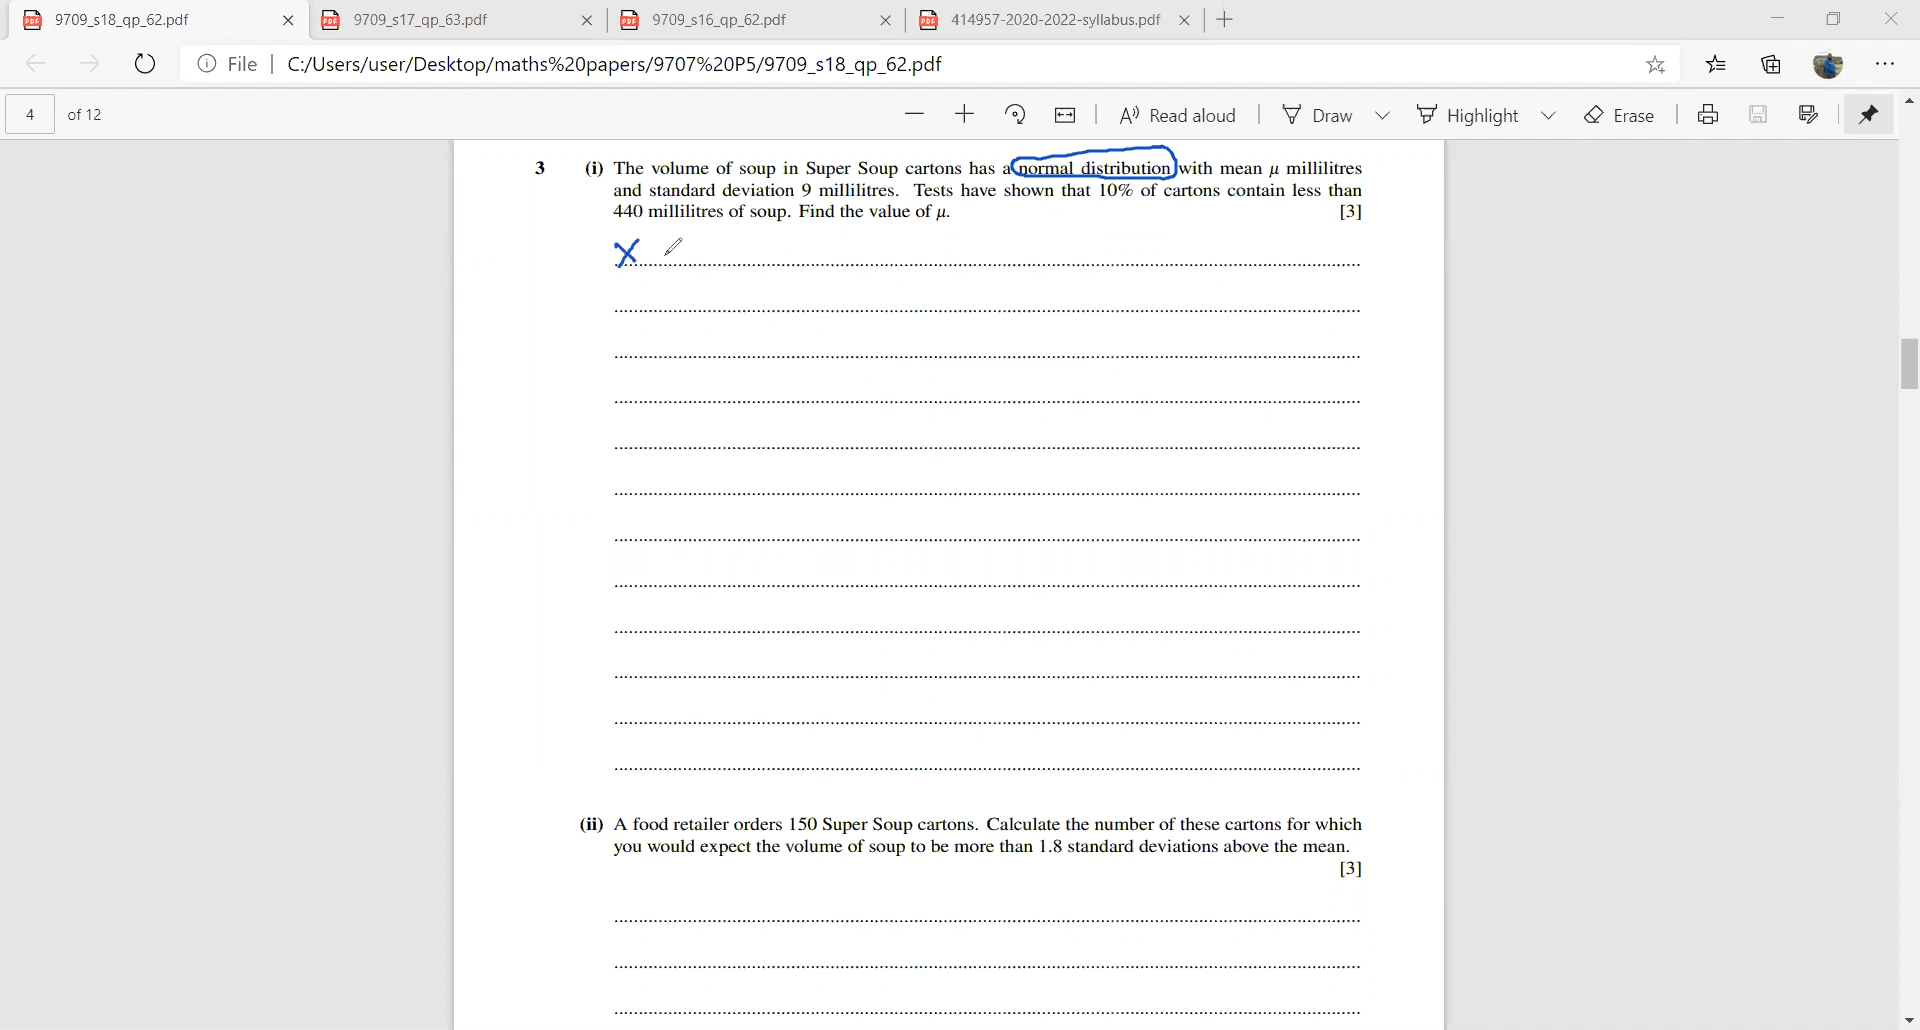 9709_s18_qp_62.pdf
9709_s17_qp_63.pdf
9709_s16_qp_62.pdf
414957-2020-2022-syllabus.pdf
File | C:/Users/user/Desktop/maths%20papers/9707%20P5/9709_s18_qp_62.pdf
4 of 12
Read aloud
Draw
Highlight
Erase
3 (i) The volume of soup in Super Soup cartons has a normal distribution with mean μ millilitres
and standard deviation 9 millilitres. Tests have shown that 10% of cartons contain less than
440 millilitres of soup. Find the value of μ. [3]
X
(ii) A food retailer orders 150 Super Soup cartons. Calculate the number of these cartons for which
you would expect the volume of soup to be more than 1.8 standard deviations above the mean.
[3]